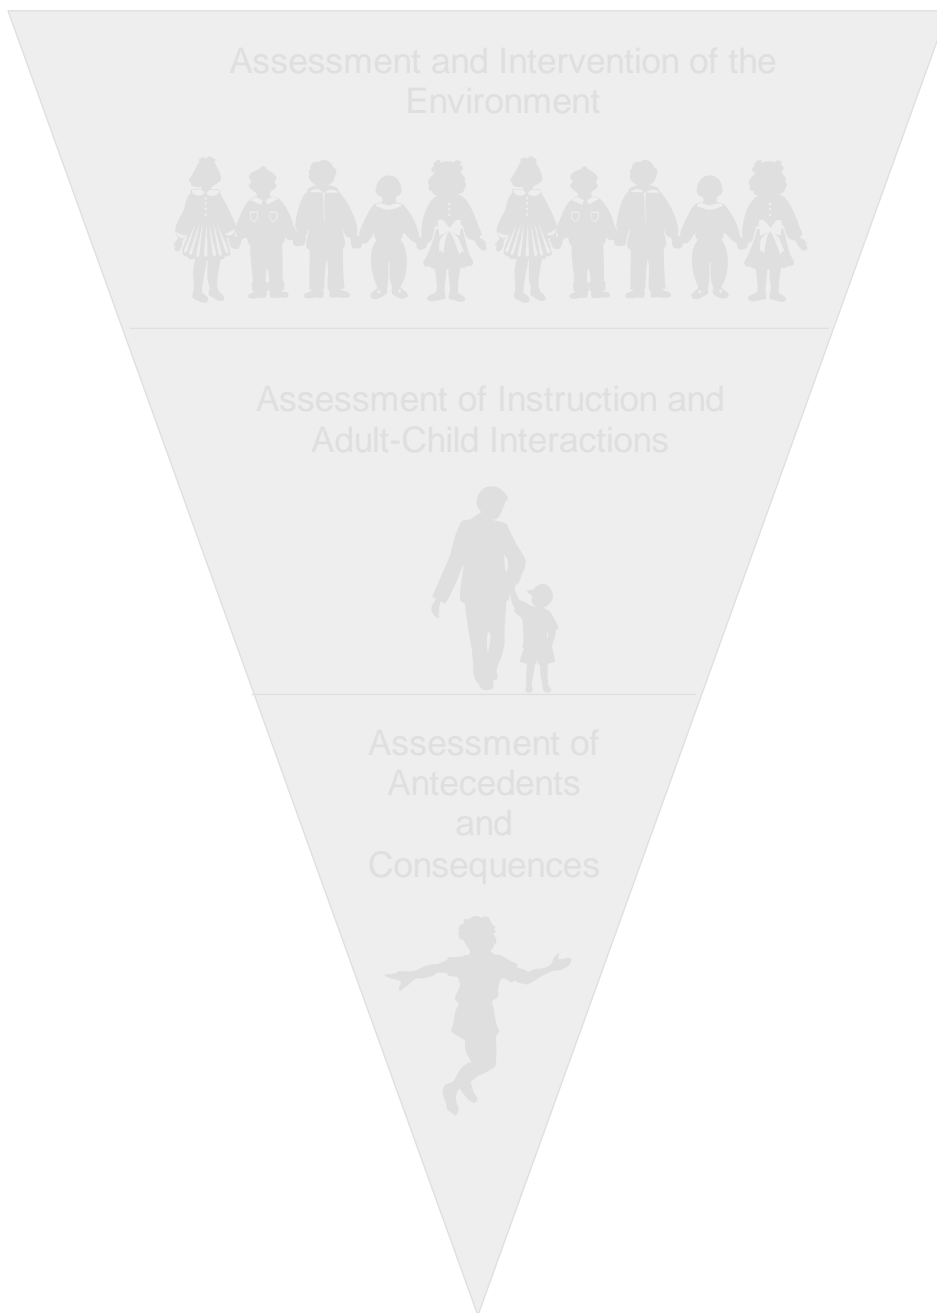 Assessment and Intervention of the
Environment
Assessment of Instruction and
Adult-Child Interactions
Assessment of
Antecedents
and
Consequences